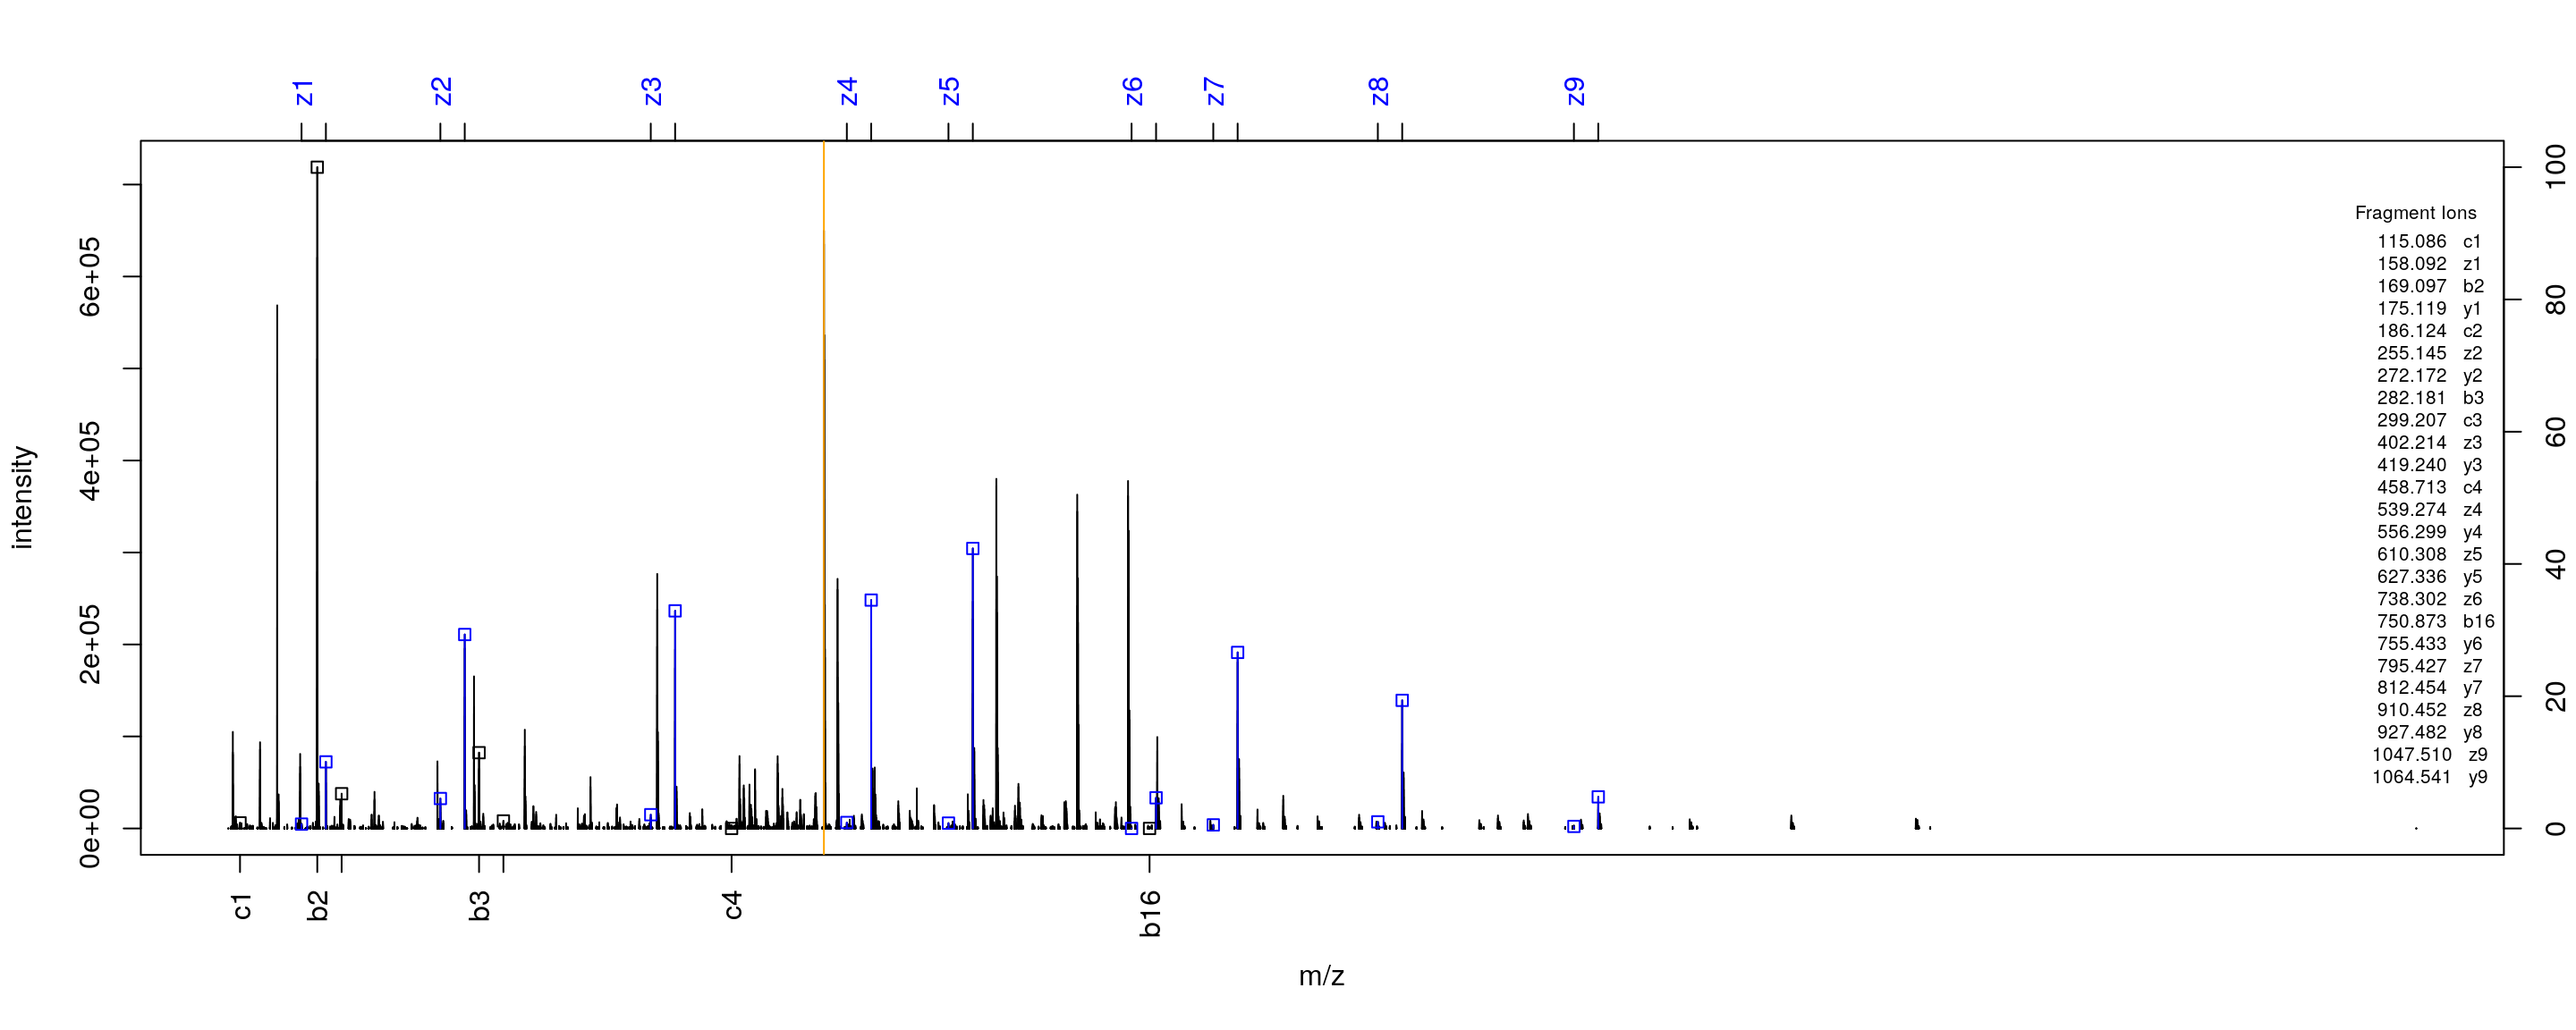 z1 z2 z3 z4 z5 z6 z7 z8 z9
intensity
0e+00 2e+05 4e+05 6e+05
0 20 40 60 80 100
Fragment Ions
115.086 c1
158.092 z1
169.097 b2
175.119 y1
186.124 c2
255.145 z2
272.172 y2
282.181 b3
299.207 c3
402.214 z3
419.240 y3
458.713 c4
539.274 z4
556.299 y4
610.308 z5
627.336 y5
738.302 z6
750.873 b16
755.433 y6
795.427 z7
812.454 y7
910.452 z8
927.482 y8
1047.510 z9
1064.541 y9
c1 b2 b3 c4 b16
m/z